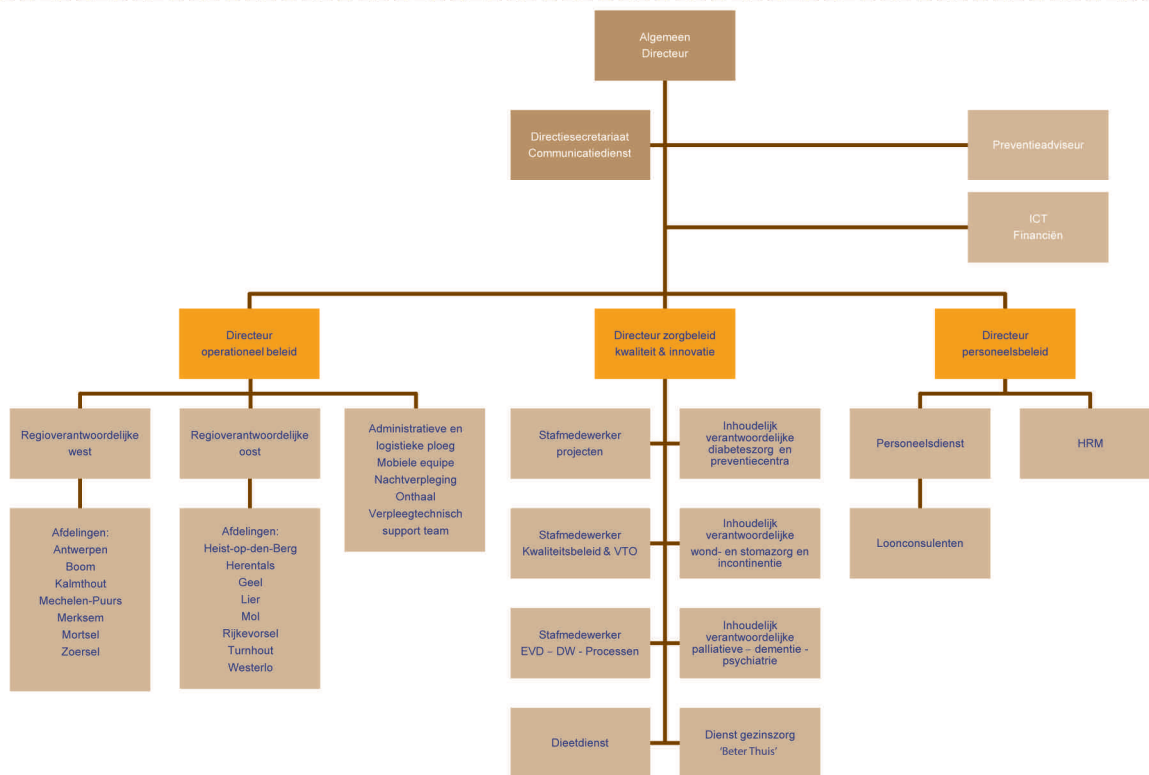 Algemeen
Directeur
Directiesecretariaat
Communicatiedienst
Preventieadviseur
ICT
Financiën
Directeur
operationeel beleid
Directeur zorgbeleid
kwaliteit & innovatie
Directeur
personeelsbeleid
Regioverantwoordelijke
west
Regioverantwoordelijke
oost
Administratieve en
logistieke ploeg
Mobiele equipe
Nachtverpleging
Onthaal
Verpleegtechnisch
support team
Afdelingen:
Antwerpen
Boom
Kalmthout
Mechelen-Puurs
Merksem
Mortsel
Zoersel
Afdelingen:
Heist-op-den-Berg
Herentals
Geel
Lier
Mol
Rijkevorsel
Turnhout
Westerlo
Stafmedewerker
projecten
Inhoudelijk
verantwoordelijke
diabeteszorg en
preventiecentra
Stafmedewerker
Kwaliteitsbeleid & VTO
Inhoudelijk
verantwoordelijke
wond- en stomazorg en
incontinentie
Stafmedewerker
EVD – DW - Processen
Inhoudelijk
verantwoordelijke
palliatieve – dementie -
psychiatrie
Dieetdienst
Dienst gezinszorg
'Beter Thuis'
Personeelsdienst
HRM
Loonconsulenten